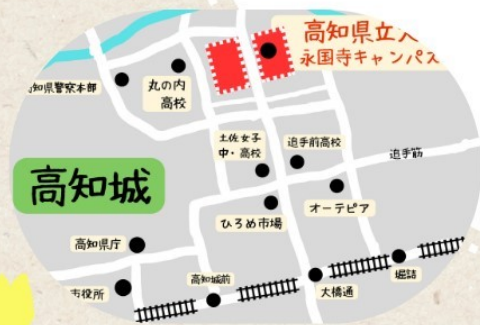 高知県立大
永国寺キャンパス
知県警察本部
丸の内
高校
土佐女子
中・高校
追手前高校
追手筋
高知城
ひろめ市場
オーテピア
高知県庁
高知城前
市役所
大橋通
堀詰